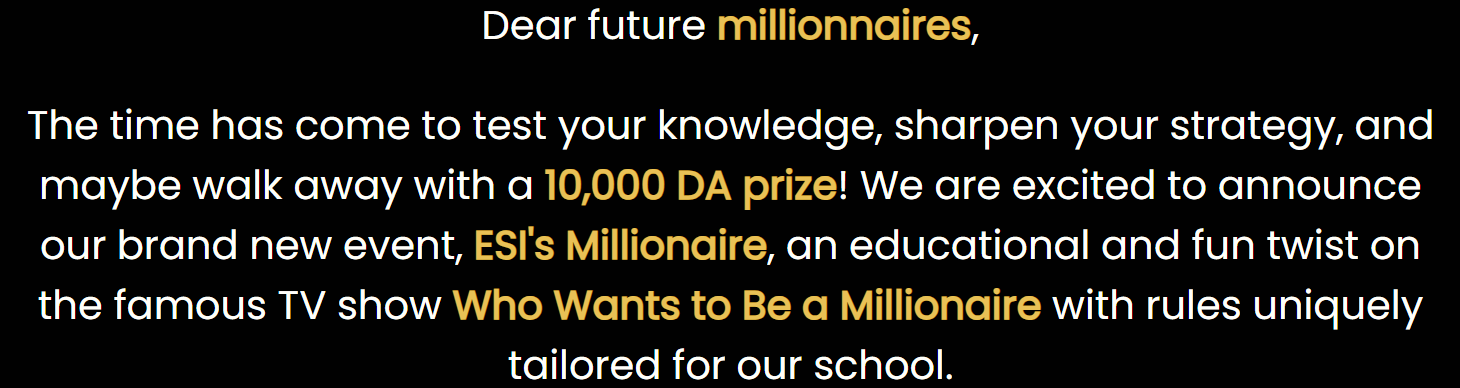 Dear future millionnaires,
The time has come to test your knowledge, sharpen your strategy, and
maybe walk away with a 10,000 DA prize! We are excited to announce
our brand new event, ESI's Millionaire, an educational and fun twist on
the famous TV show Who Wants to Be a Millionaire with rules uniquely
tailored for our school.